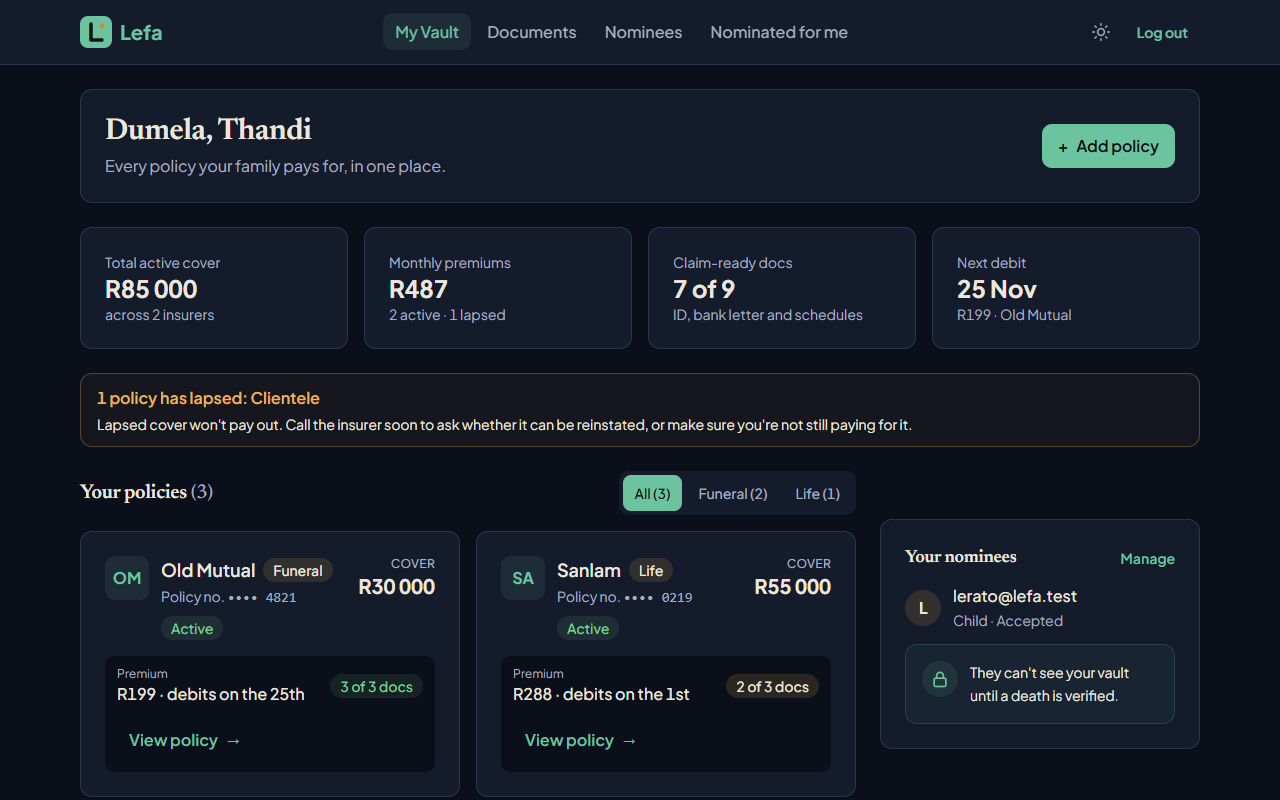 L Lefa
My Vault Documents Nominees Nominated for me
Log out
Dumela, Thandi
Every policy your family pays for, in one place.
+ Add policy
Total active cover
R85 000
across 2 insurers
Monthly premiums
R487
2 active · 1 lapsed
Claim-ready docs
7 of 9
ID, bank letter and schedules
Next debit
25 Nov
R199 · Old Mutual
1 policy has lapsed: Clientele
Lapsed cover won't pay out. Call the insurer soon to ask whether it can be reinstated, or make sure you're not still paying for it.
Your policies (3)
All (3) Funeral (2) Life (1)
OM
Old Mutual Funeral
Policy no. •••• 4821
Active
COVER
R30 000
Premium
R199 · debits on the 25th
3 of 3 docs
View policy →
SA
Sanlam Life
Policy no. •••• 0219
Active
COVER
R55 000
Premium
R288 · debits on the 1st
2 of 3 docs
View policy →
Your nominees
Manage
L
lerato@lefa.test
Child · Accepted
They can't see your vault
until a death is verified.